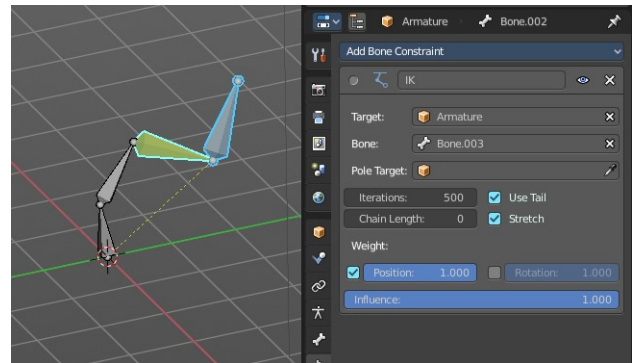 Armature Bone.002
Add Bone Constraint
IK
Target: Armature
Bone: Bone.003
Pole Target:
Iterations: 500 Use Tail
Chain Length: 0 Stretch
Weight:
Position: 1.000 Rotation: 1.000
Influence: 1.000